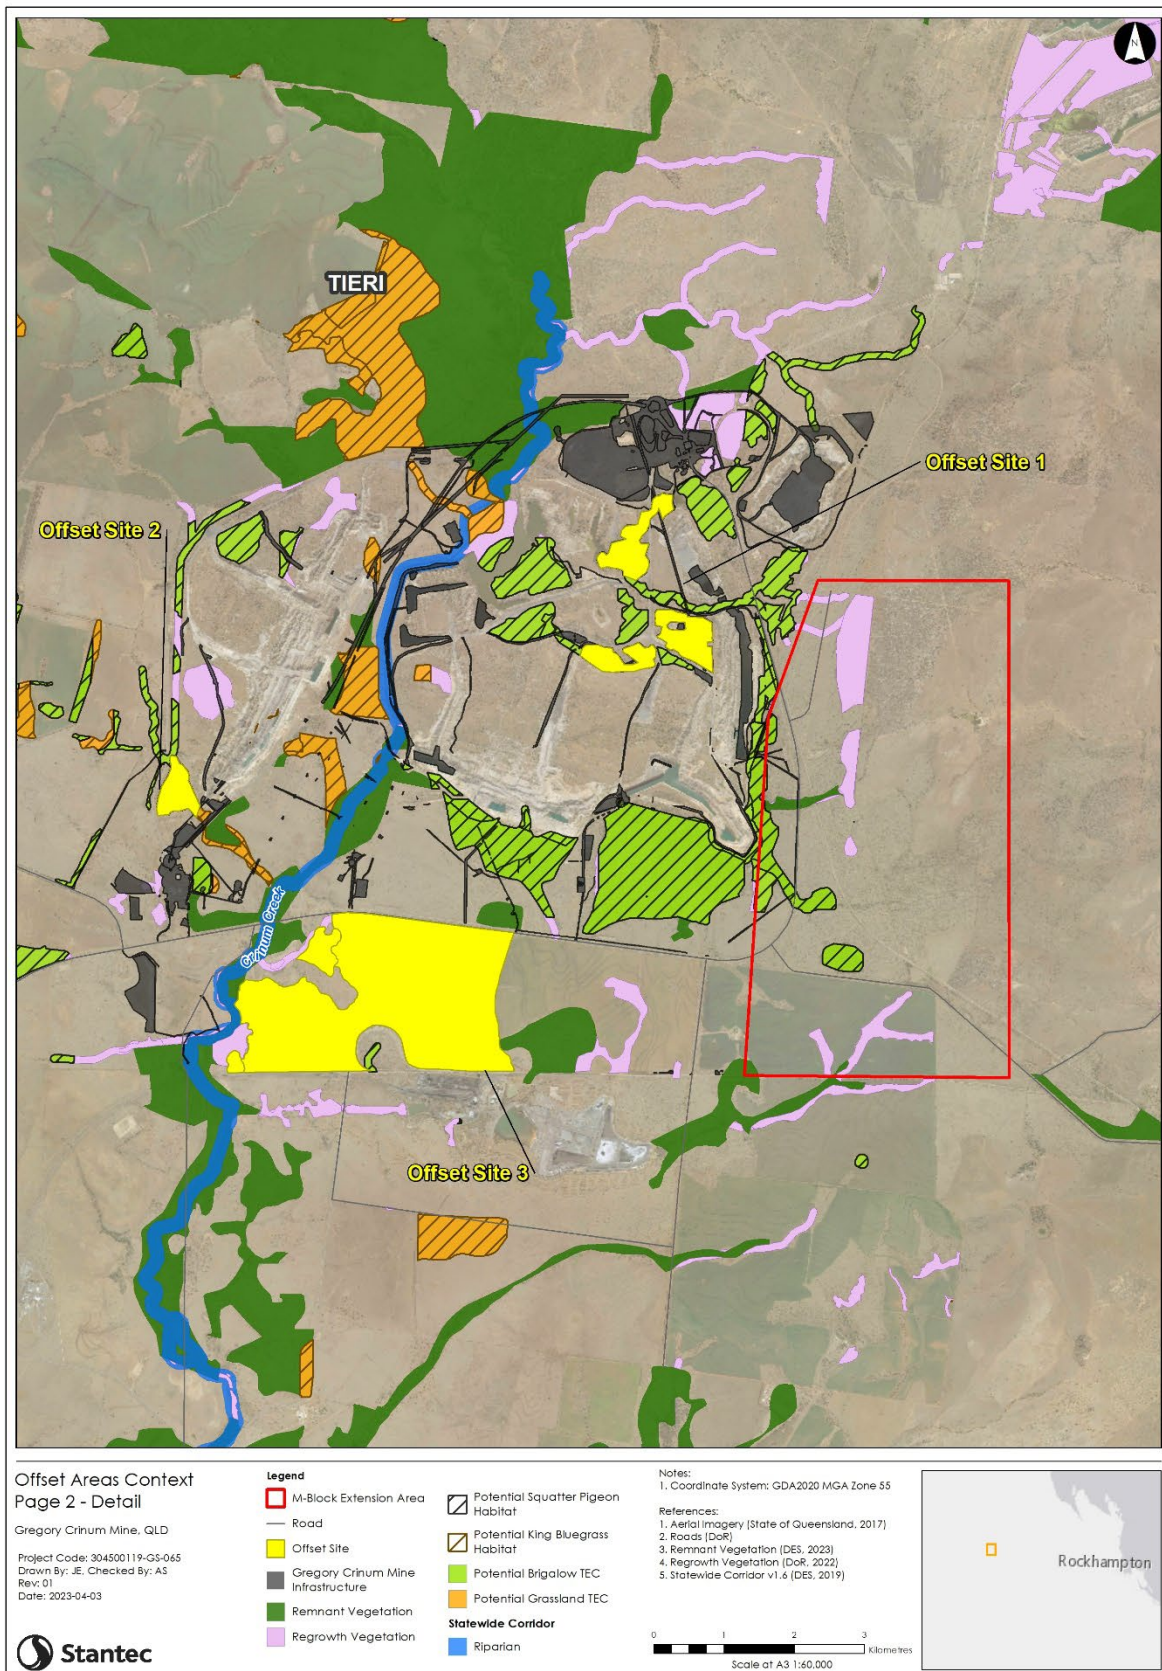 N
TIERI
Offset Site 1
Offset Site 2
Crinum Creek
Offset Site 3
Offset Areas Context
Page 2 - Detail
Gregory Crinum Mine, QLD
Project Code: 304500119-GS-065
Drawn By: JE, Checked By: AS
Rev: 01
Date: 2023-04-03
Stantec
Legend
M-Block Extension Area
Road
Offset Site
Gregory Crinum Mine
Infrastructure
Remnant Vegetation
Regrowth Vegetation
Potential Squatter Pigeon
Habitat
Potential King Bluegrass
Habitat
Potential Brigalow TEC
Potential Grassland TEC
Statewide Corridor
Riparian
Notes:
1. Coordinate System: GDA2020 MGA Zone 55
References:
1. Aerial Imagery (State of Queensland, 2017)
2. Roads (DoR)
3. Remnant Vegetation (DES, 2023)
4. Regrowth Vegetation (DoR, 2022)
5. Statewide Corridor v1.6 (DES, 2019)
0 1 2 3
Kilometres
Scale at A3 1:60,000
Rockhampton